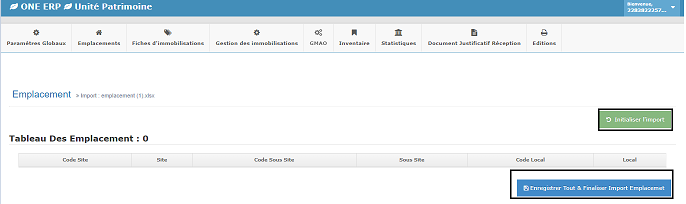 ONE ERP Unité Patrimoine
Bienvenue,
Paramètres Globaux Emplacements Fiches d'immobilisations Gestion des immobilisations GMAO Inventaire Statistiques Document Justificatif Réception Editions
Emplacement » Import : emplacement (1).xlsx
Initialiser l'import
Tableau Des Emplacement : 0
Code Site Site Code Sous Site Sous Site Code Local Local
Enregistrer Tout & Finaliser Import Emplacemet